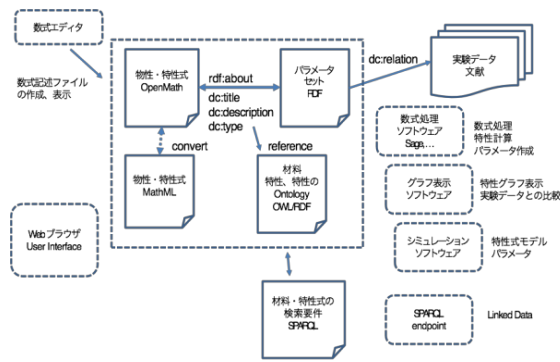 数式エディタ
数式記述ファイル
の作成、表示
物性・特性式
OpenMath
rdf:about
dc:title
dc:description
dc:type
パラメータ
セット
RDF
dc:relation
実験データ
文献
convert
reference
物性・特性式
MathML
材料
特性、特性の
Ontology
OWL/RDF
数式処理
ソフトウェア
Sage,…
数式処理
特性計算
パラメータ作成
グラフ表示
ソフトウェア
特性グラフ表示
実験データとの比較
Webブラウザ
User Interface
シミュレーション
ソフトウェア
特性式モデル
パラメータ
材料・特性式の
検索要件
SPARQL
SPARQL
endpoint
Linked Data